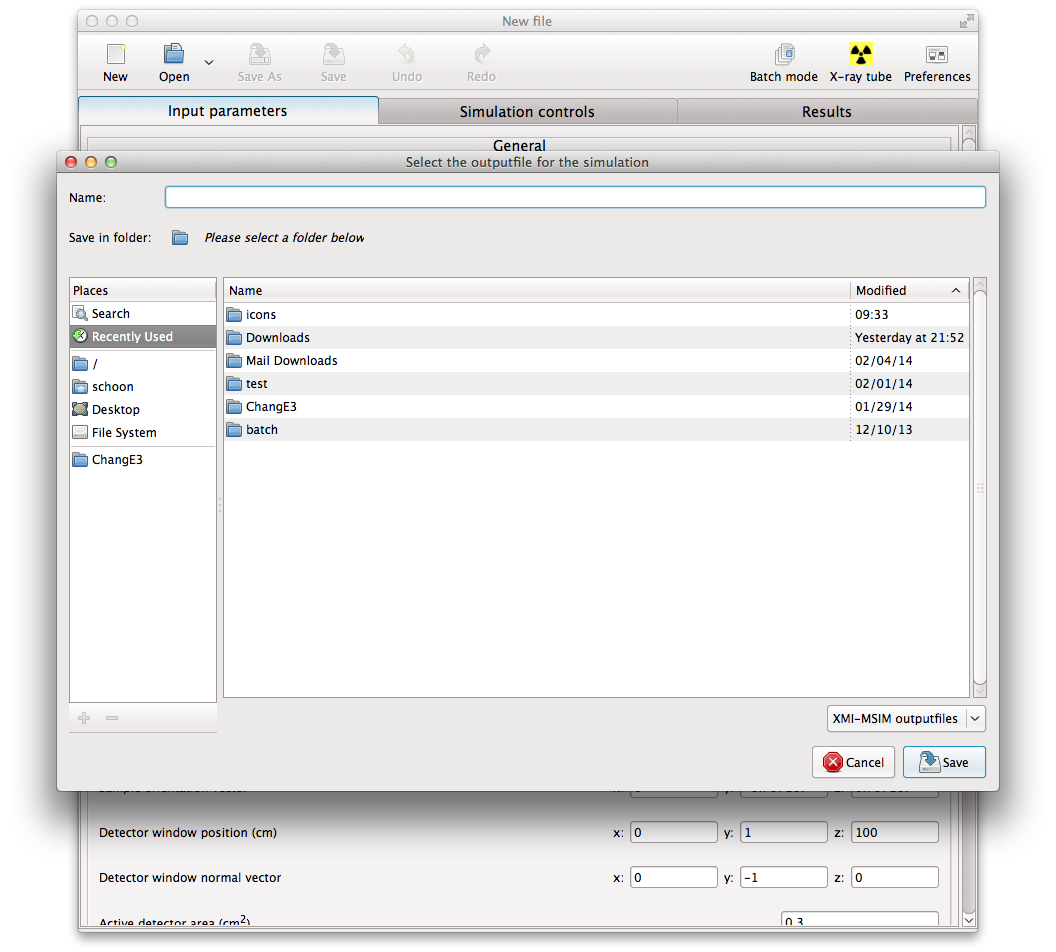 New file
New Open Save As Save Undo Redo Batch mode X-ray tube Preferences
Input parameters Simulation controls Results
General
Select the outputfile for the simulation
Name:
Save in folder: Please select a folder below
Places Name Modified
Search icons 09:33
Recently Used Downloads Yesterday at 21:52
/ Mail Downloads 02/04/14
schoon test 02/01/14
Desktop ChangE3 01/29/14
File System batch 12/10/13
ChangE3
XMI-MSIM outputfiles
Cancel Save
Detector window position (cm) x: 0 y: 1 z: 100
Detector window normal vector x: 0 y: -1 z: 0
Active detector area (cm²) 0.3